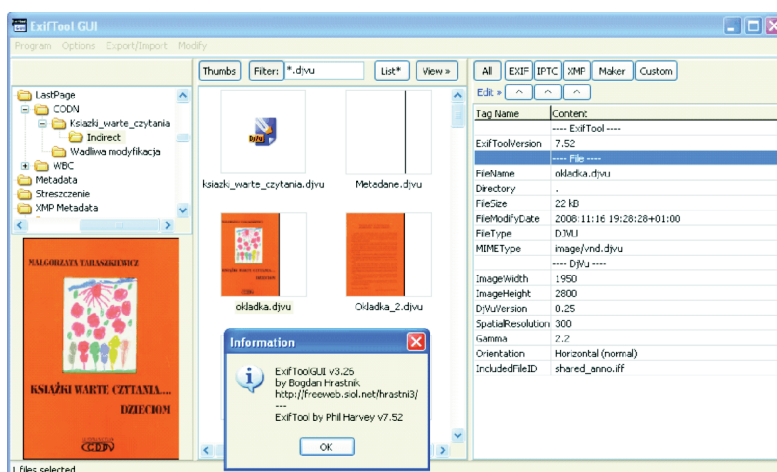 ExifTool GUI
Program Options Export/Import Modify
Thumbs Filter: *.djvu List* View »
All EXIF IPTC XMP Maker Custom
Edit » ^ ^ ^
LastPage
CODN
Ksiazki_warte_czytania
Indirect
Wadliwa modyfikacja
WBC
Metadata
Streszczenie
XMP Metadata
MAŁGORZATA TARASZKIEWICZ
KSIĄŻKI WARTE CZYTANIA....
DZIECIOM
DjVu
ksiazki_warte_czytania.djvu
Metadane.djvu
okladka.djvu
Okladka_2.djvu
Tag Name Content
---- ExifTool ----
ExifToolVersion 7.52
---- File ----
FileName okladka.djvu
Directory .
FileSize 22 kB
FileModifyDate 2008:11:16 19:28:28+01:00
FileType DJVU
MIMEType image/vnd.djvu
---- DjVu ----
ImageWidth 1950
ImageHeight 2800
DjVuVersion 0.25
SpatialResolution 300
Gamma 2.2
Orientation Horizontal (normal)
IncludedFileID shared_anno.iff
Information
ExifToolGUI v3.25
by Bogdan Hrastnik
http://freeweb.siol.net/hrastni3/
---
ExifTool by Phil Harvey v7.52
OK
1 files selected